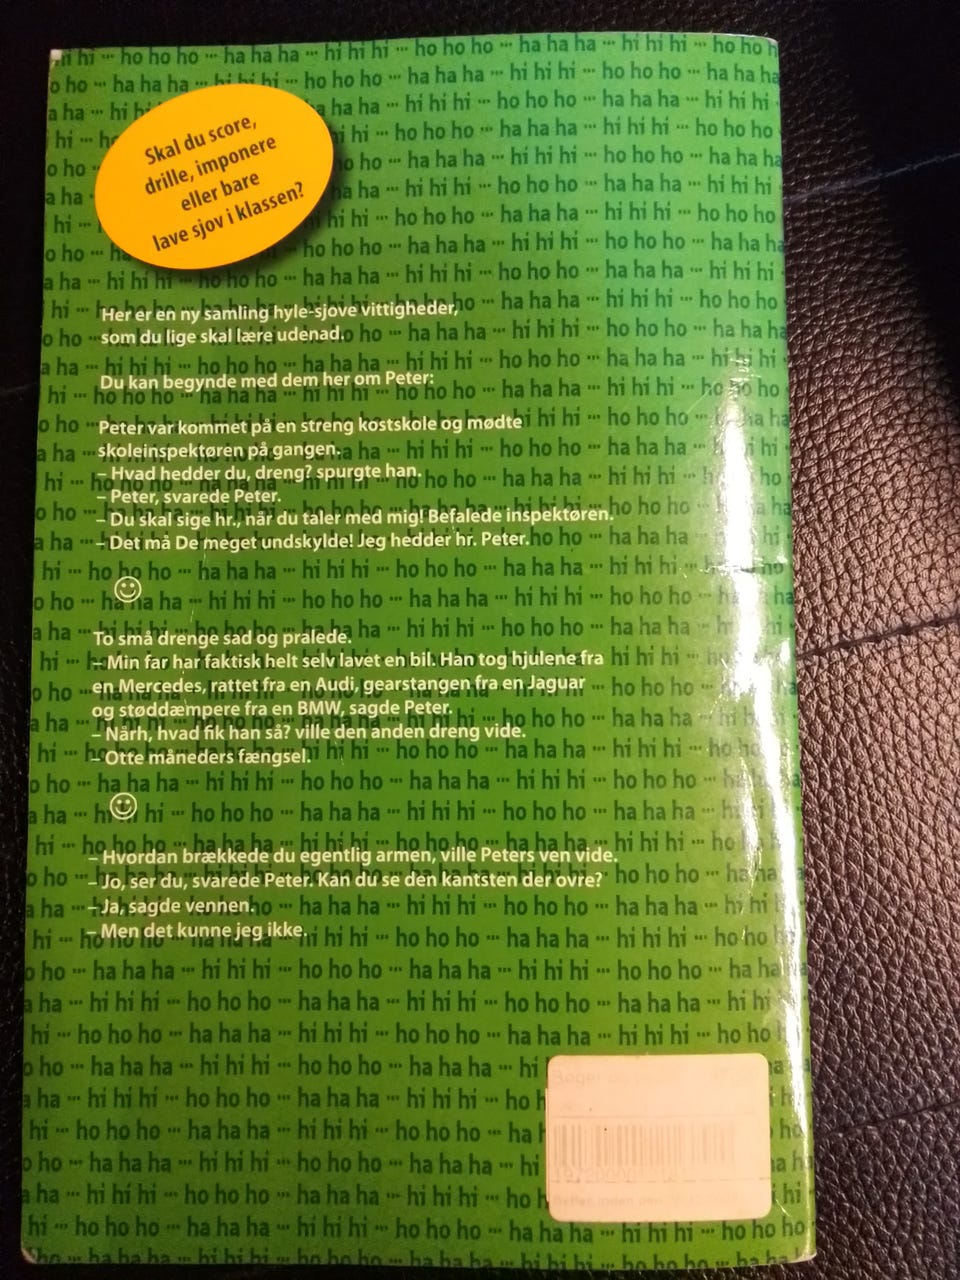 Skal du score,
drille, imponere
eller bare
lave sjov i klassen?
Her er en ny samling hyle-sjove vittigheder,
som du lige skal lære udenad.
Du kan begynde med dem her om Peter:
Peter var kommet på en streng kostskole og mødte
skoleinspektøren på gangen.
– Hvad hedder du, dreng? spurgte han.
– Peter, svarede Peter.
– Du skal sige hr., når du taler med mig! Befalede inspektøren.
– Det må De meget undskylde! Jeg hedder hr. Peter.
To små drenge sad og pralede.
– Min far har faktisk helt selv lavet en bil. Han tog hjulene fra
en Mercedes, rattet fra en Audi, gearstangen fra en Jaguar
og støddæmpere fra en BMW, sagde Peter.
– Nårh, hvad fik han så? ville den anden dreng vide.
– Otte måneders fængsel.
– Hvordan brækkede du egentlig armen, ville Peters ven vide.
– Jo, ser du, svarede Peter. Kan du se den kantsten der ovre?
– Ja, sagde vennen.
– Men det kunne jeg ikke.